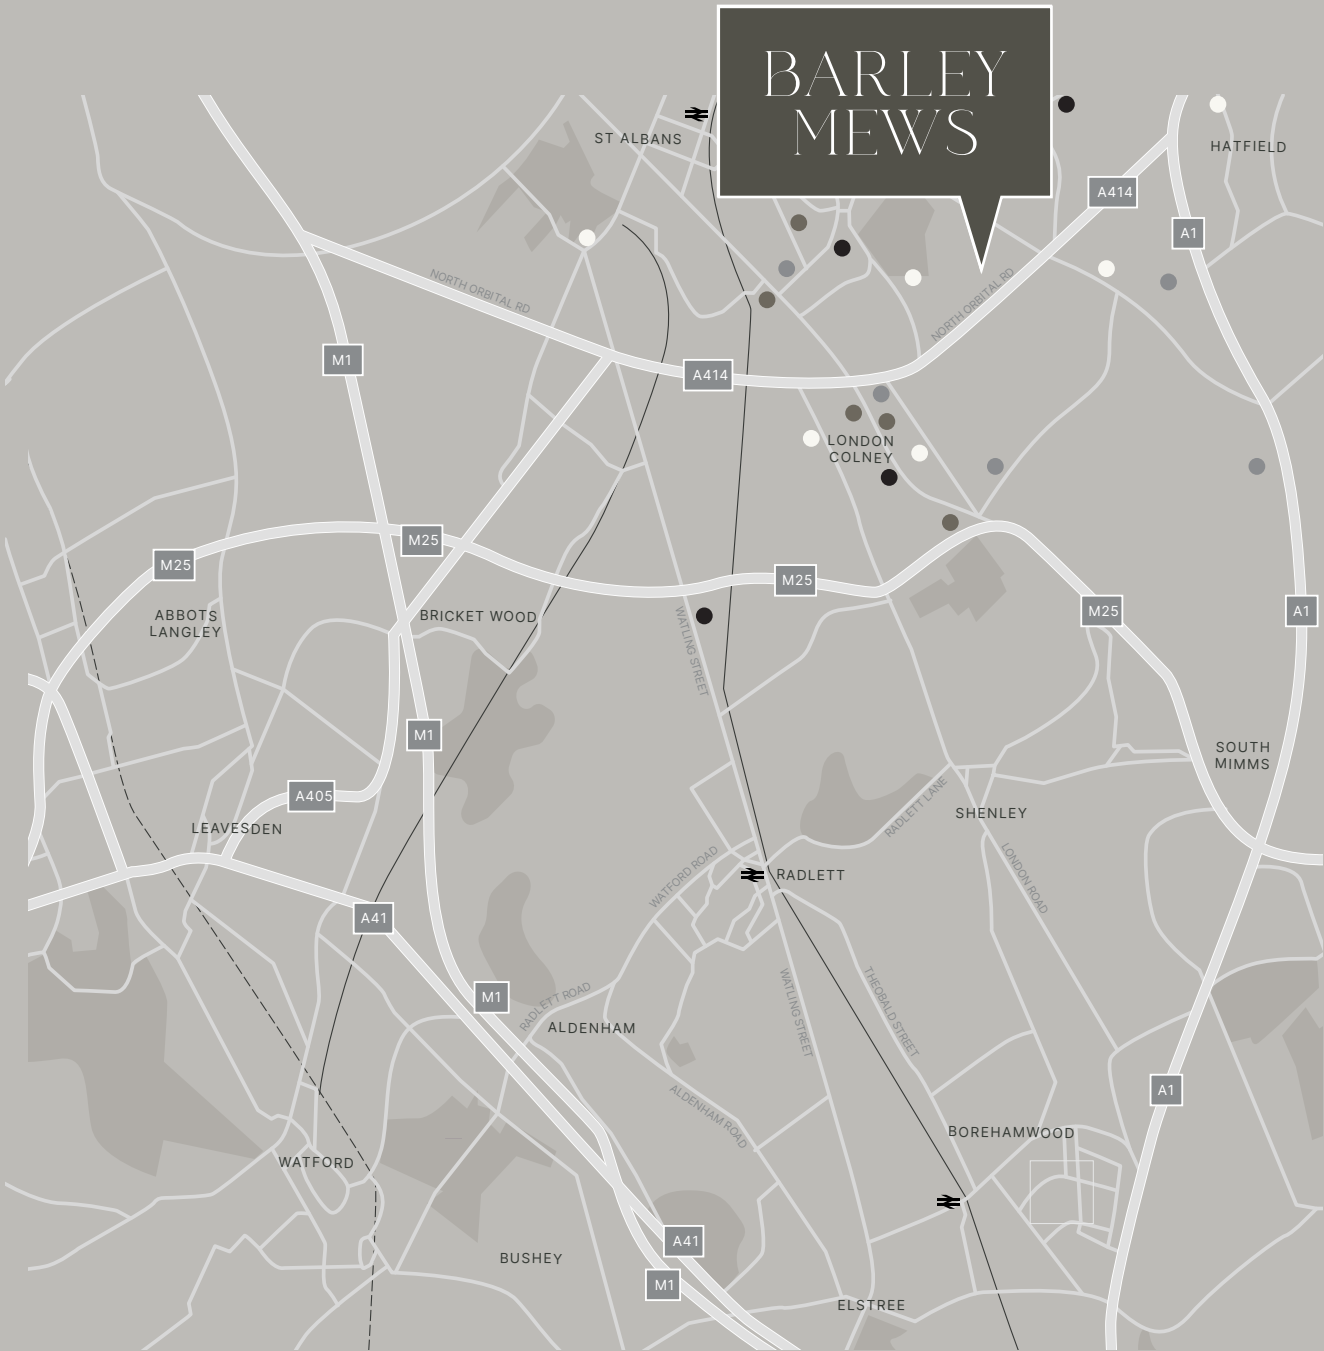 BARLEY
MEWS
ST ALBANS
HATFIELD
A414
A1
NORTH ORBITAL RD
NORTH ORBITAL RD
M1
A414
LONDON
COLNEY
M25
M25
M25
M25
A1
ABBOTS
LANGLEY
BRICKET WOOD
WATLING STREET
M1
SOUTH
MIMMS
A405
LEAVESDEN
RADLETT LANE
SHENLEY
WATFORD ROAD
RADLETT
LONDON ROAD
A41
M1
RADLETT ROAD
ALDENHAM
WATLING STREET
THEOBALD STREET
ALDENHAM ROAD
A1
BOREHAMWOOD
WATFORD
A41
BUSHEY
M1
ELSTREE